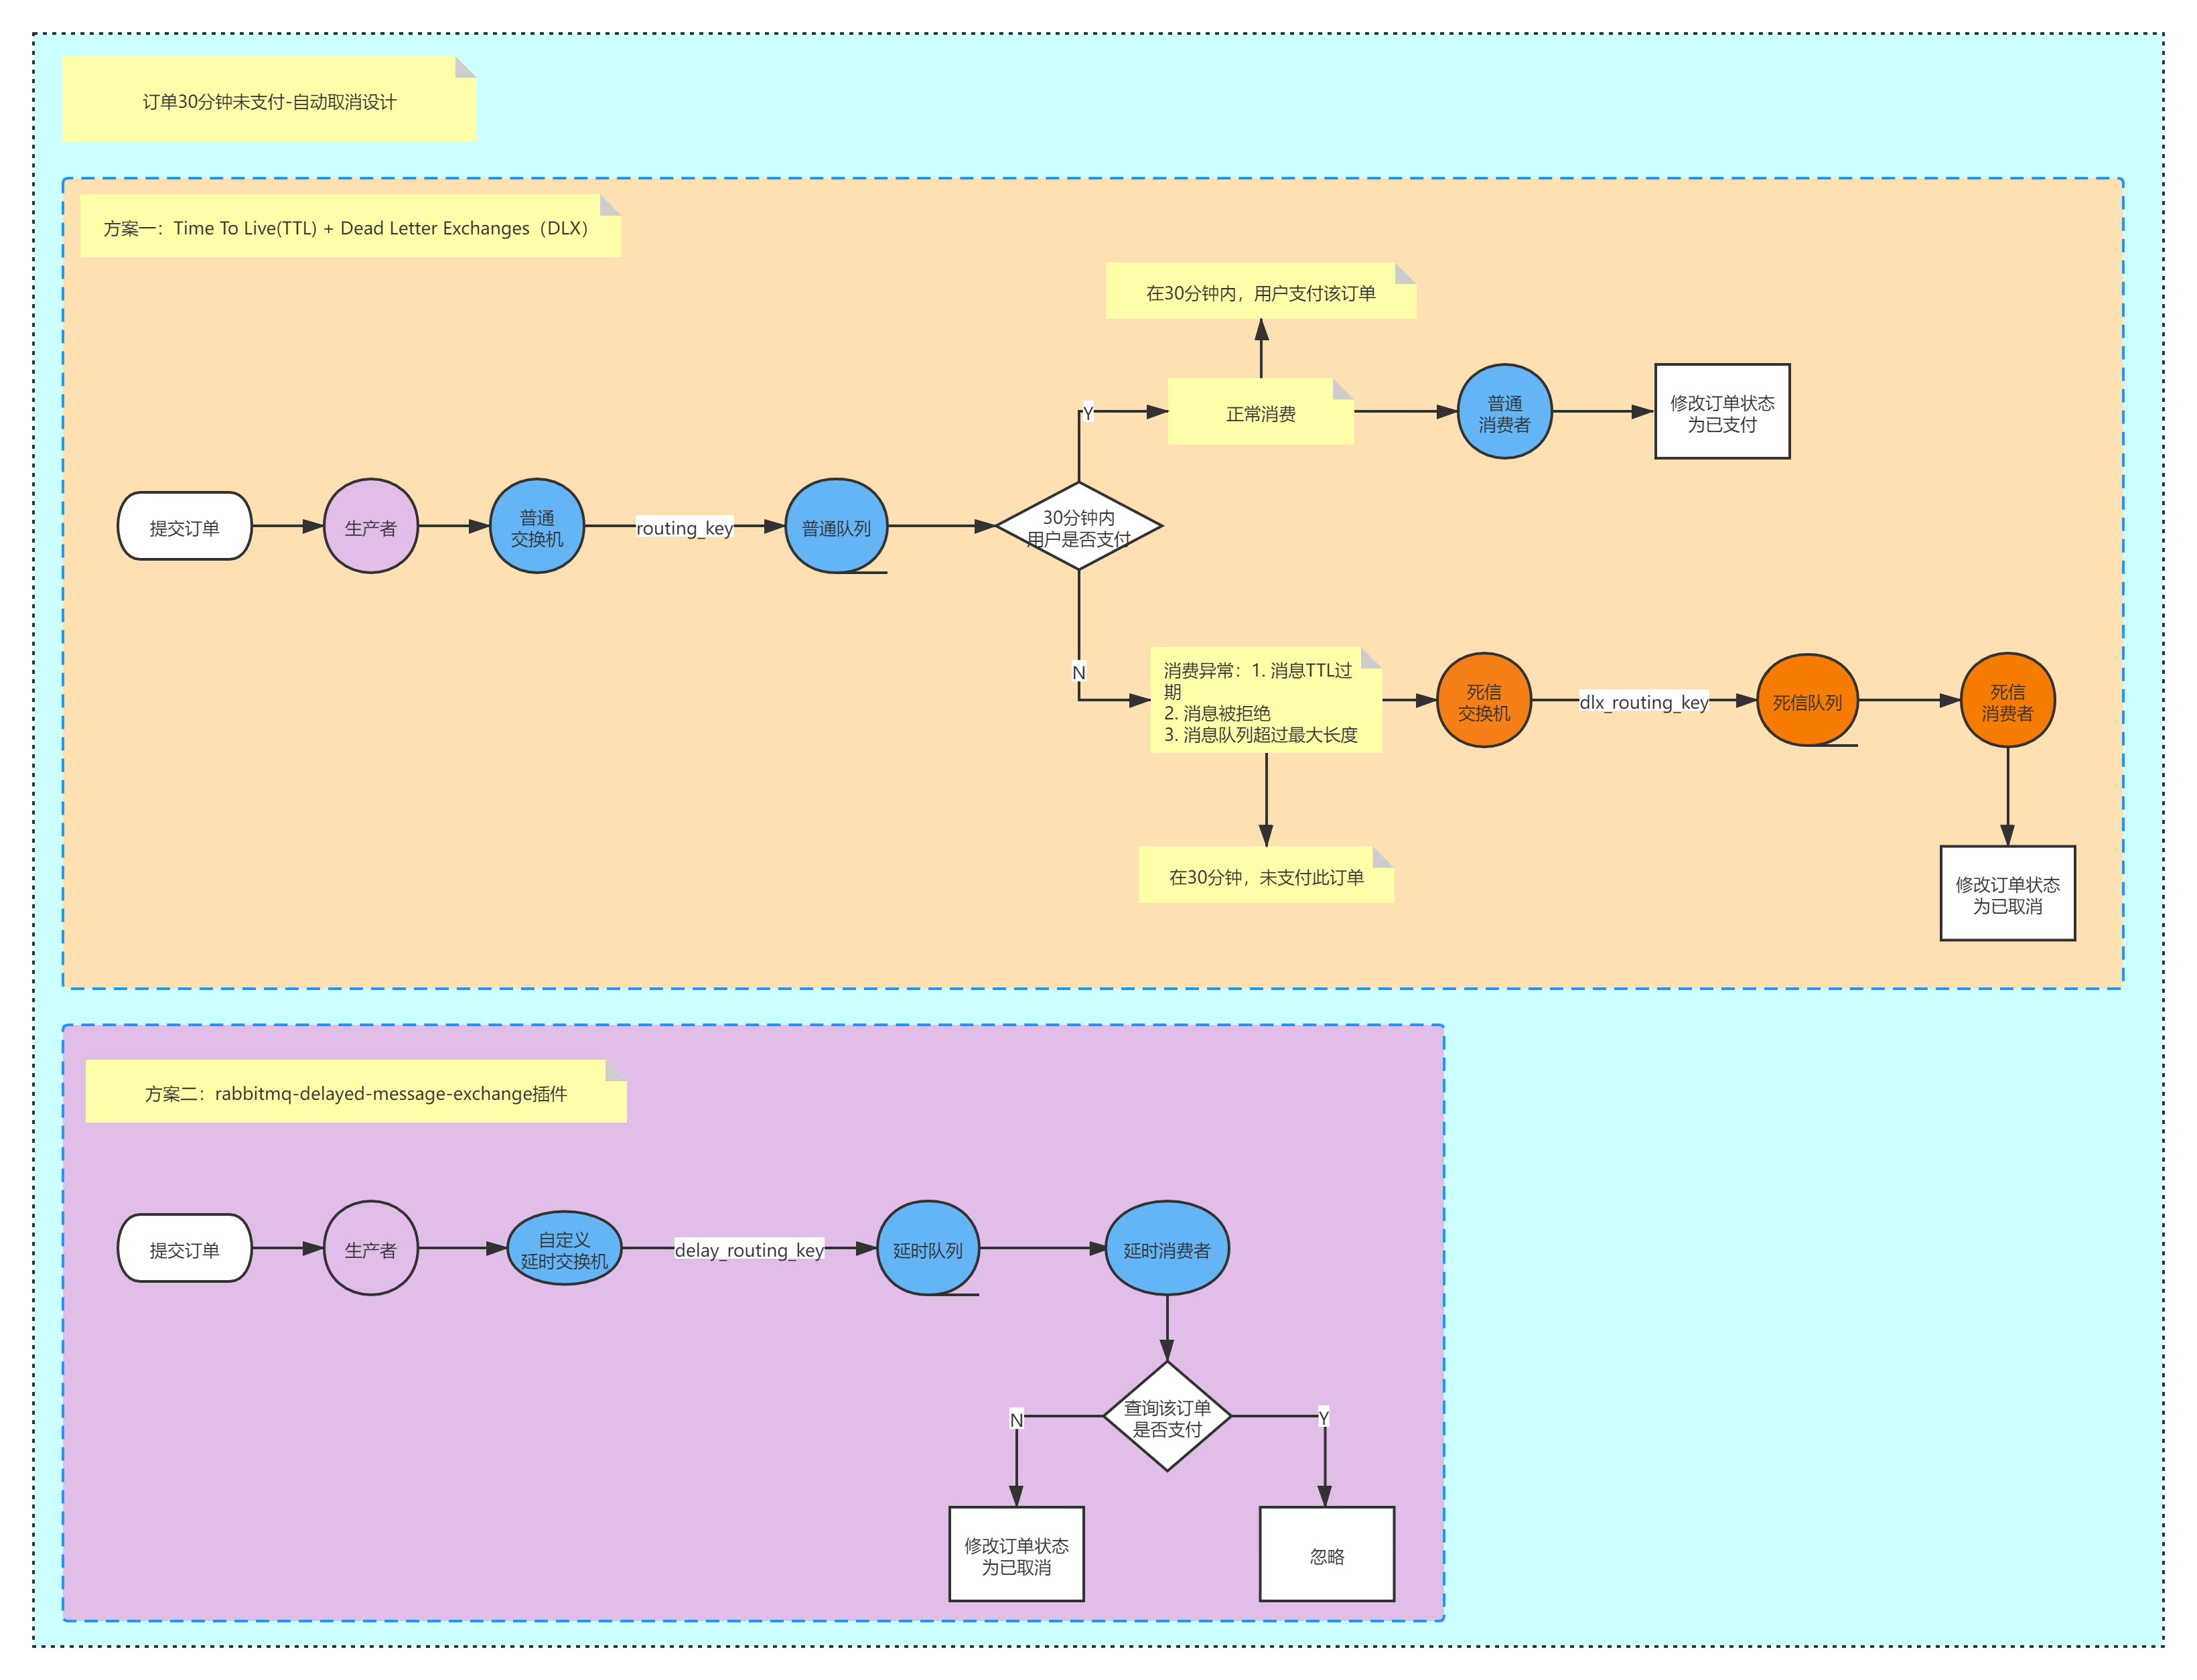 订单30分钟未支付-自动取消设计
方案一：Time To Live(TTL) + Dead Letter Exchanges（DLX）
在30分钟内，用户支付该订单
Y
正常消费
普通
消费者
修改订单状态
为已支付
提交订单
生产者
普通
交换机
routing_key
普通队列
30分钟内
用户是否支付
N
消费异常：1. 消息TTL过
期
2. 消息被拒绝
3. 消息队列超过最大长度
死信
交换机
dlx_routing_key
死信队列
死信
消费者
在30分钟，未支付此订单
修改订单状态
为已取消
方案二：rabbitmq-delayed-message-exchange插件
提交订单
生产者
自定义
延时交换机
delay_routing_key
延时队列
延时消费者
查询该订单
是否支付
N
Y
修改订单状态
为已取消
忽略